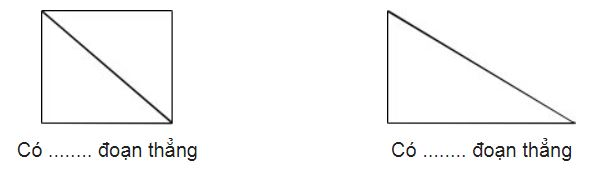 Có ........ đoạn thẳng
Có ........ đoạn thẳng